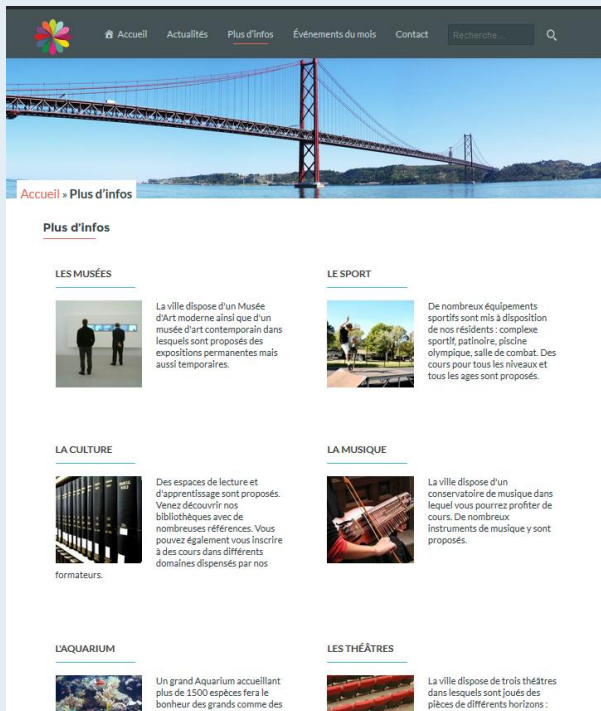 Accueil Actualités Plus d'infos Événements du mois Contact Recherche...
Accueil » Plus d'infos
Plus d'infos
LES MUSÉES
La ville dispose d'un Musée
d'Art moderne ainsi que d'un
musée d'art contemporain dans
lesquels sont proposés des
expositions permanentes mais
aussi temporaires.
LE SPORT
De nombreux équipements
sportifs sont mis à disposition
de nos résidents : complexe
sportif, patinoire, piscine
olympique, salle de combat. Des
cours pour tous les niveaux et
tous les ages sont proposés.
LA CULTURE
Des espaces de lecture et
d'apprentissage sont proposés.
Venez découvrir nos
bibliothèques avec de
nombreuses références. Vous
pouvez également vous inscrire
à des cours dans différents
domaines dispensés par nos
formateurs.
LA MUSIQUE
La ville dispose d'un
conservatoire de musique dans
lequel vous pourrez profiter de
cours. De nombreux
instruments de musique y sont
proposés.
L'AQUARIUM
Un grand Aquarium accueillant
plus de 1500 espèces fera le
bonheur des grands comme des
LES THÉÂTRES
La ville dispose de trois théâtres
dans lesquels sont joués des
pièces de différents horizons :